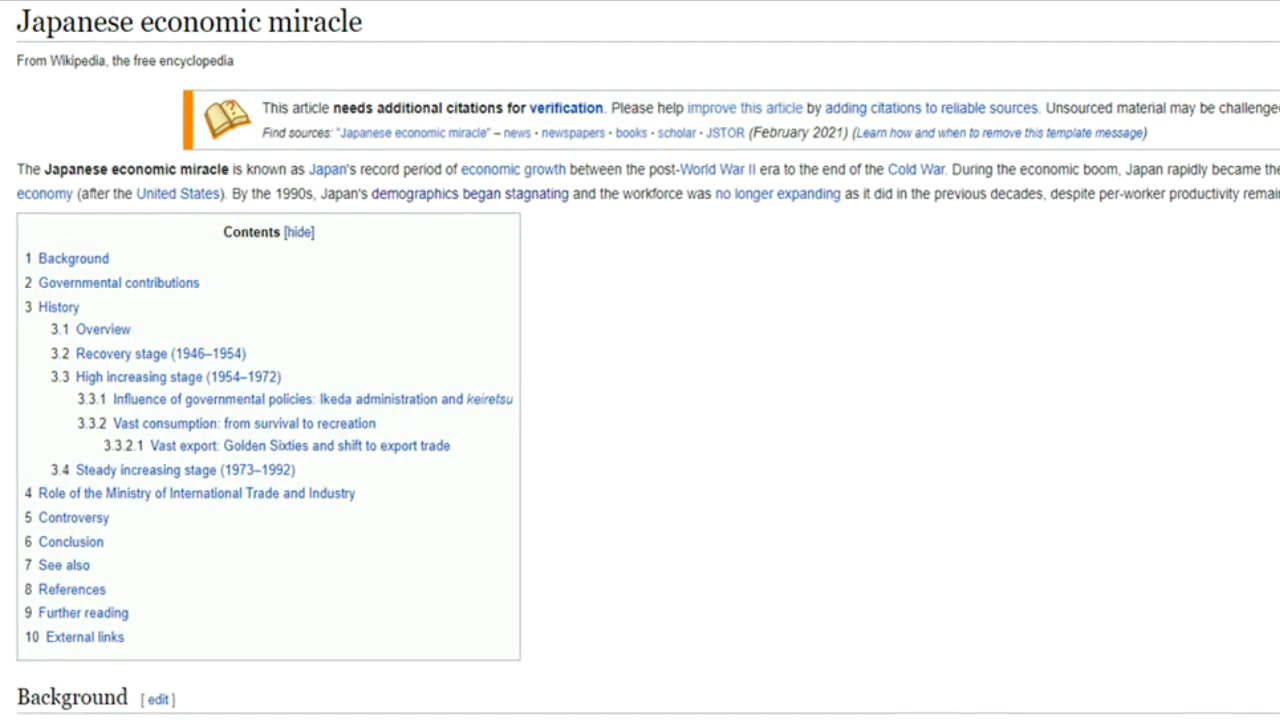 Japanese economic miracle
From Wikipedia, the free encyclopedia
This article needs additional citations for verification. Please help improve this article by adding citations to reliable sources. Unsourced material may be challenge
Find sources: "Japanese economic miracle" – news · newspapers · books · scholar · JSTOR (February 2021) (Learn how and when to remove this template message)
The Japanese economic miracle is known as Japan's record period of economic growth between the post-World War II era to the end of the Cold War. During the economic boom, Japan rapidly became the
economy (after the United States). By the 1990s, Japan's demographics began stagnating and the workforce was no longer expanding as it did in the previous decades, despite per-worker productivity remai
Contents [hide]
1 Background
2 Governmental contributions
3 History
3.1 Overview
3.2 Recovery stage (1946–1954)
3.3 High increasing stage (1954–1972)
3.3.1 Influence of governmental policies: Ikeda administration and keiretsu
3.3.2 Vast consumption: from survival to recreation
3.3.2.1 Vast export: Golden Sixties and shift to export trade
3.4 Steady increasing stage (1973–1992)
4 Role of the Ministry of International Trade and Industry
5 Controversy
6 Conclusion
7 See also
8 References
9 Further reading
10 External links
Background [ edit ]